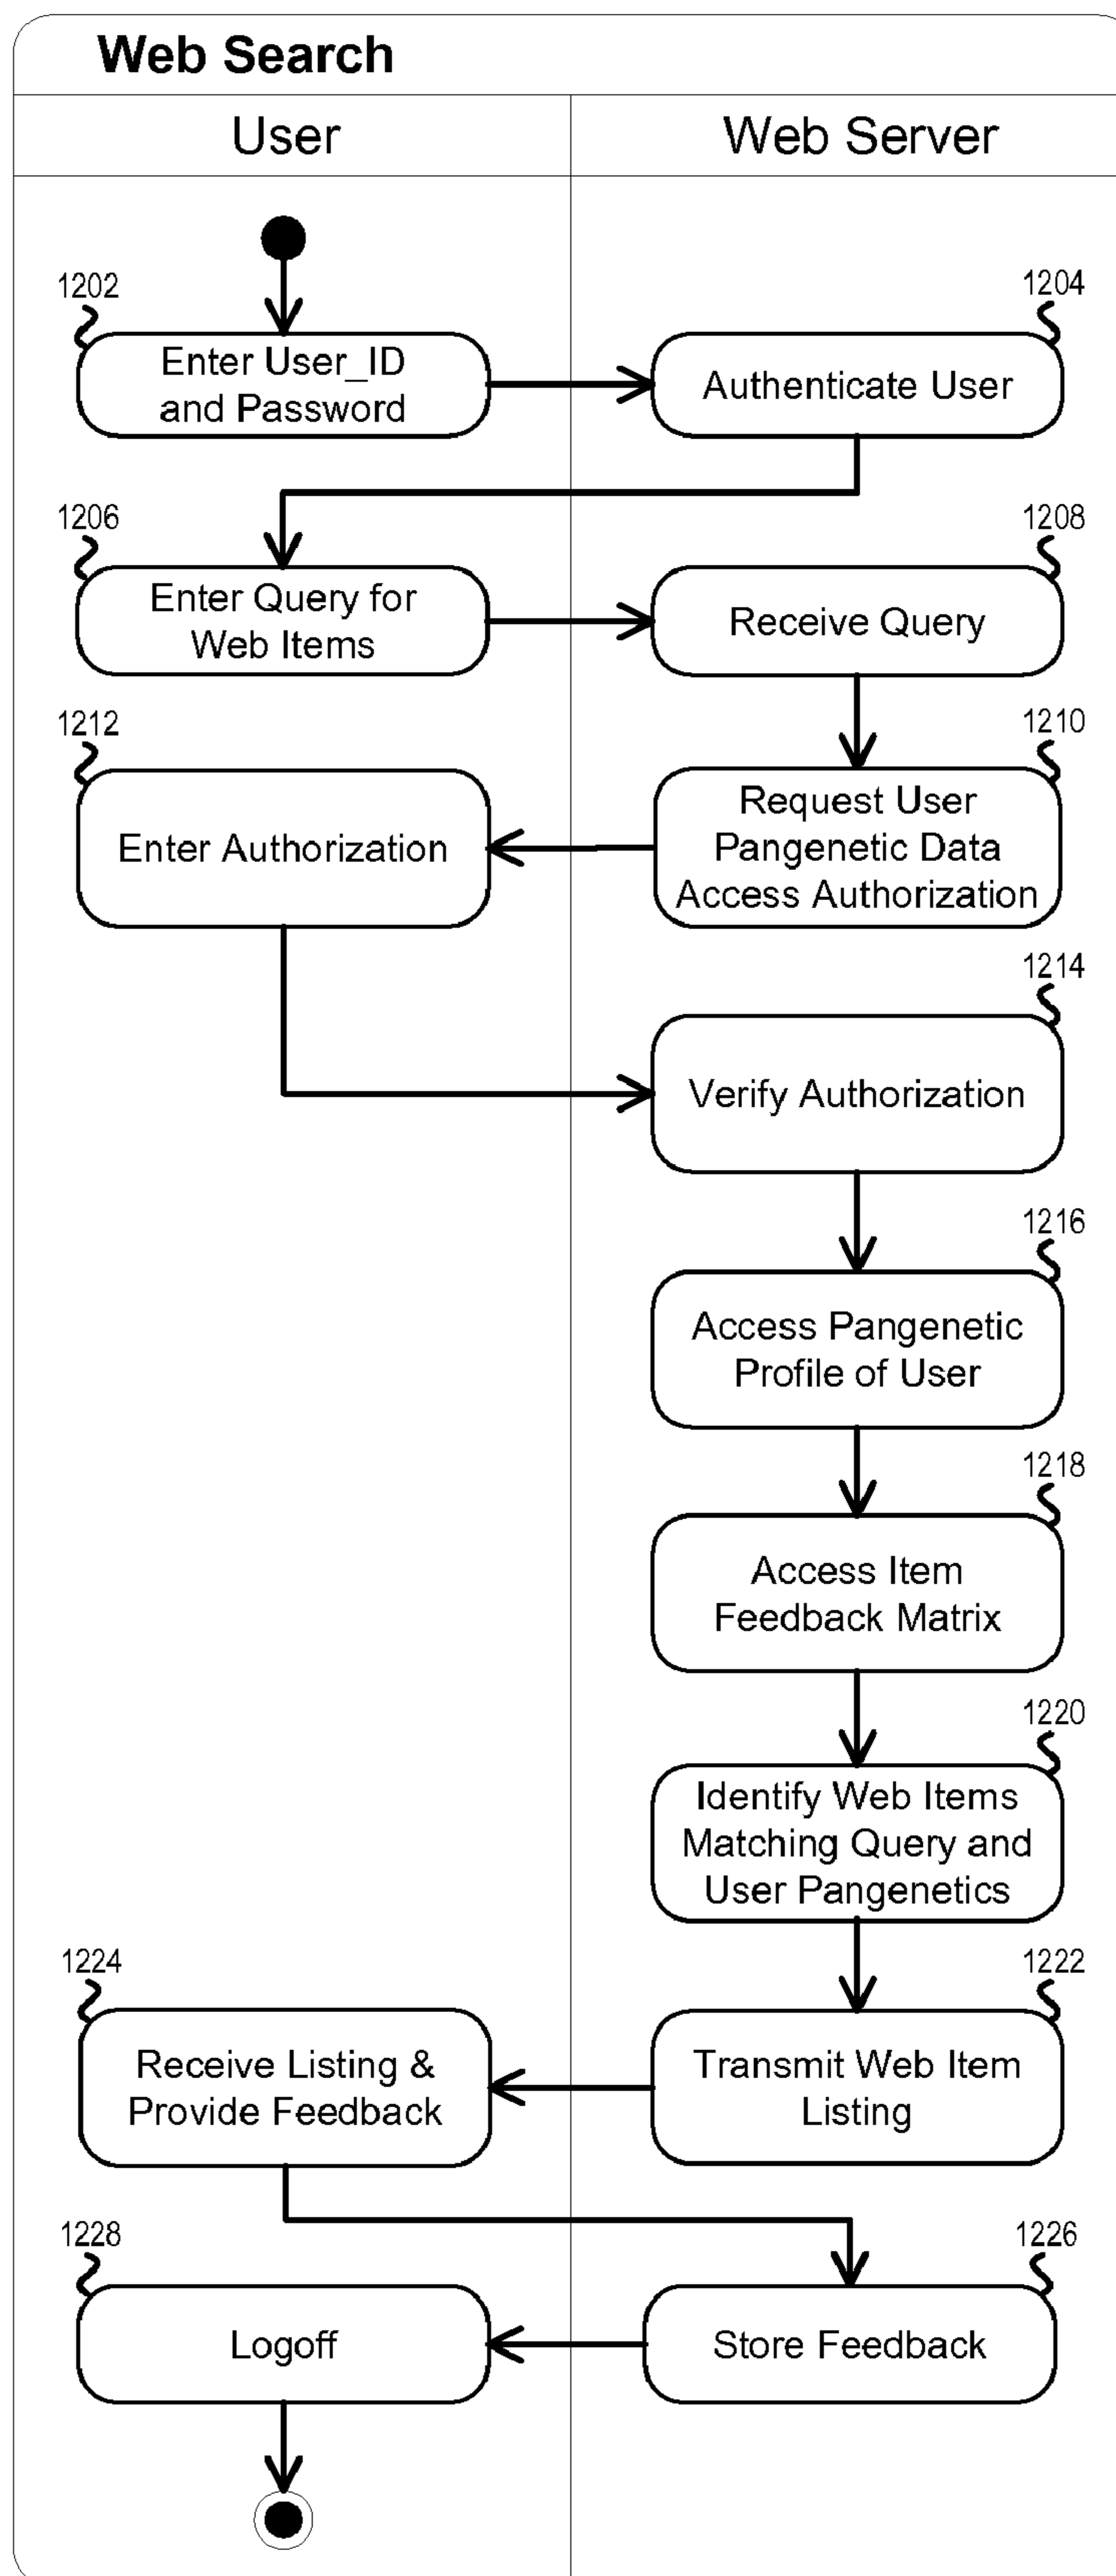 Web Search
User
Web Server
1202
Enter User_ID
and Password
1204
Authenticate User
1206
Enter Query for
Web Items
1208
Receive Query
1210
Request User
Pangenetic Data
Access Authorization
1212
Enter Authorization
1214
Verify Authorization
1216
Access Pangenetic
Profile of User
1218
Access Item
Feedback Matrix
1220
Identify Web Items
Matching Query and
User Pangenetics
1222
Transmit Web Item
Listing
1224
Receive Listing &
Provide Feedback
1226
Store Feedback
1228
Logoff